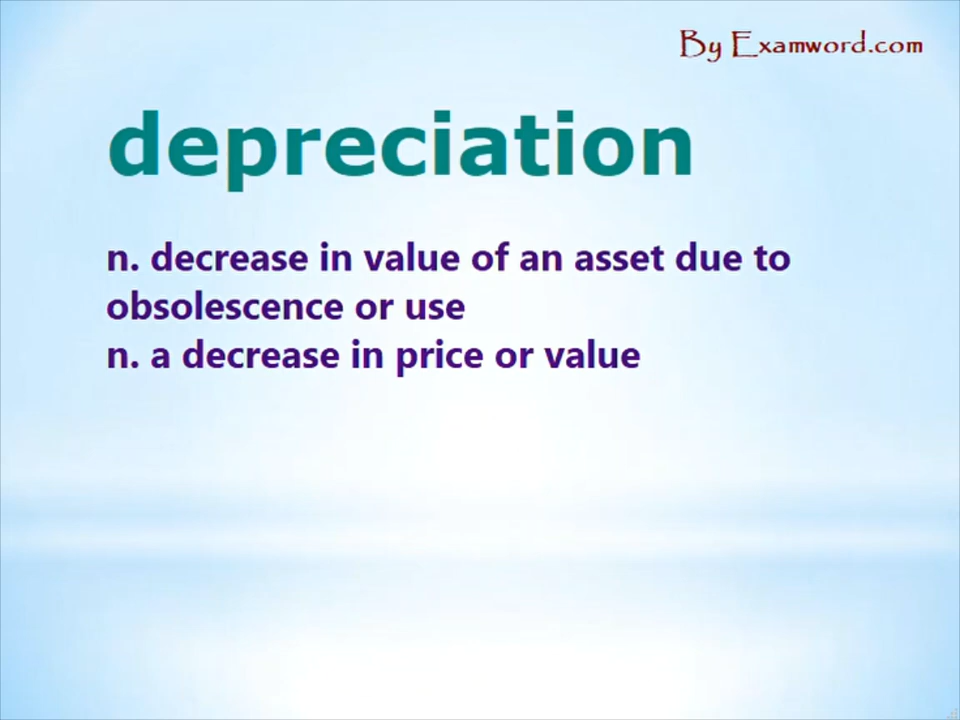 By Examword.com
depreciation
n. decrease in value of an asset due to
obsolescence or use
n. a decrease in price or value